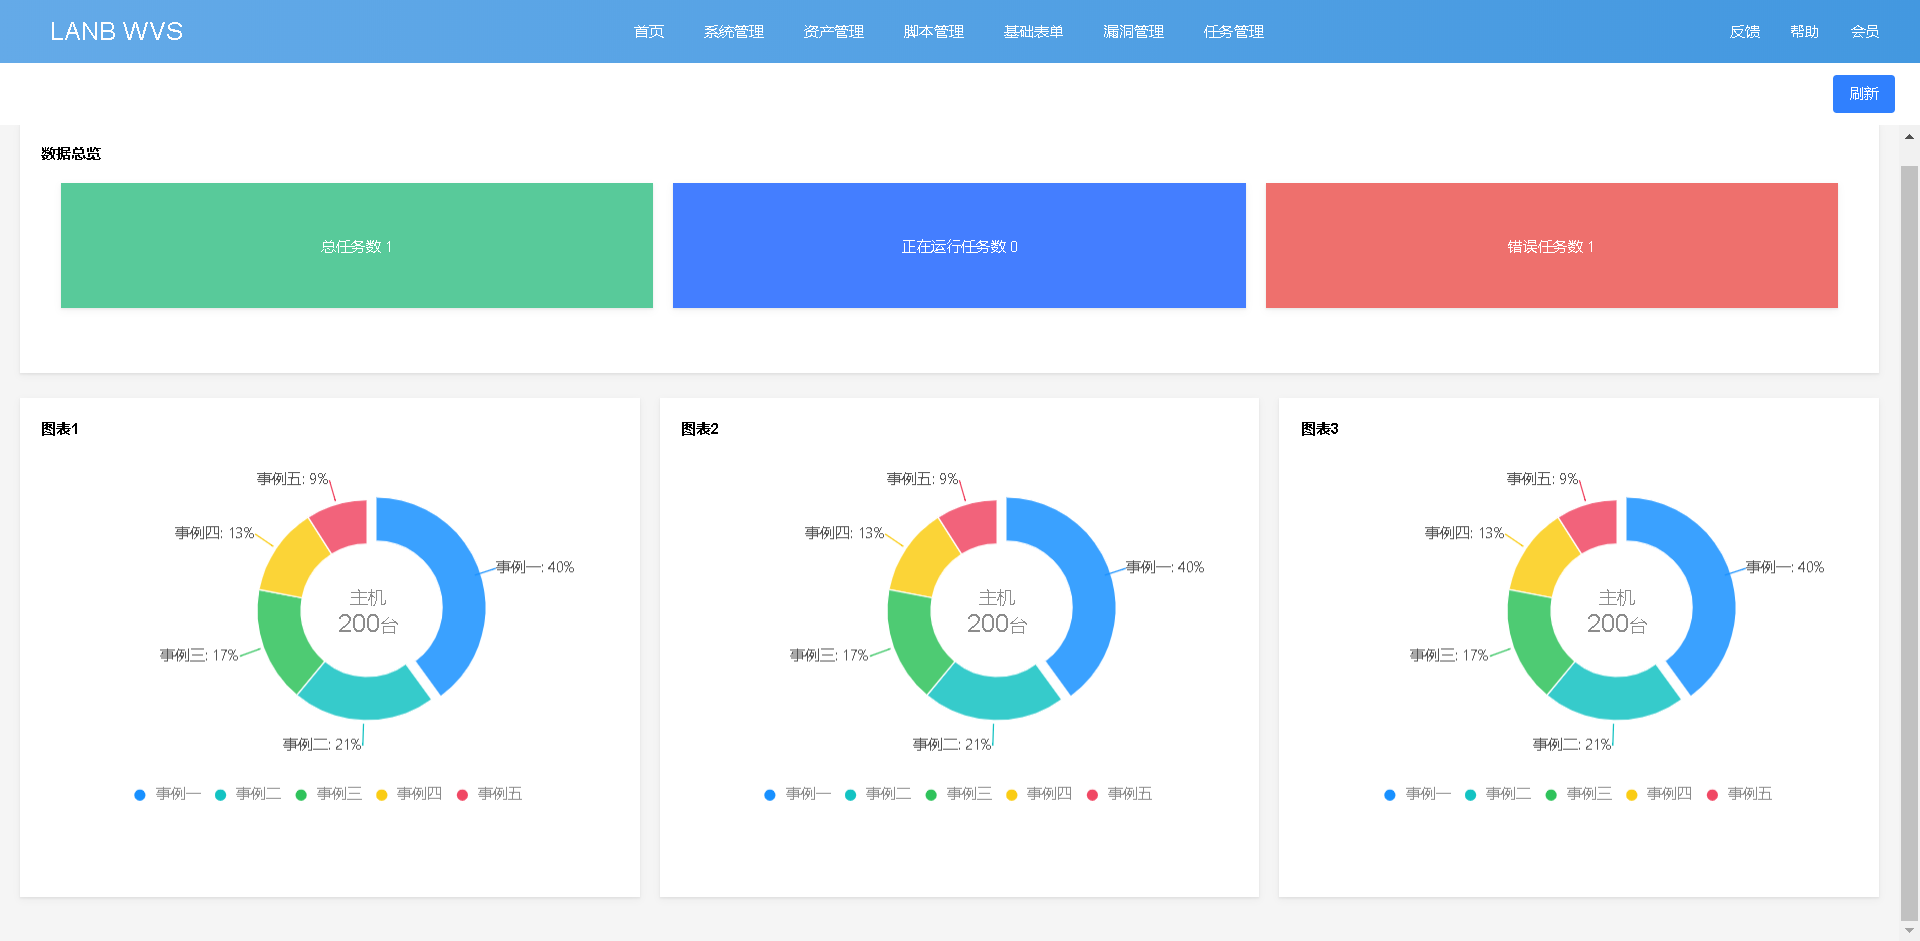 LANB WVS 首页 系统管理 资产管理 脚本管理 基础表单 漏洞管理 任务管理 反馈 帮助 会员
刷新
数据总览
总任务数 1 正在运行任务数 0 错误任务数 1
图表1
事例五: 9%
事例四: 13%
事例一: 40%
主机
200台
事例三: 17%
事例二: 21%
事例一 事例二 事例三 事例四 事例五
图表2
事例五: 9%
事例四: 13%
事例一: 40%
主机
200台
事例三: 17%
事例二: 21%
事例一 事例二 事例三 事例四 事例五
图表3
事例五: 9%
事例四: 13%
事例一: 40%
主机
200台
事例三: 17%
事例二: 21%
事例一 事例二 事例三 事例四 事例五